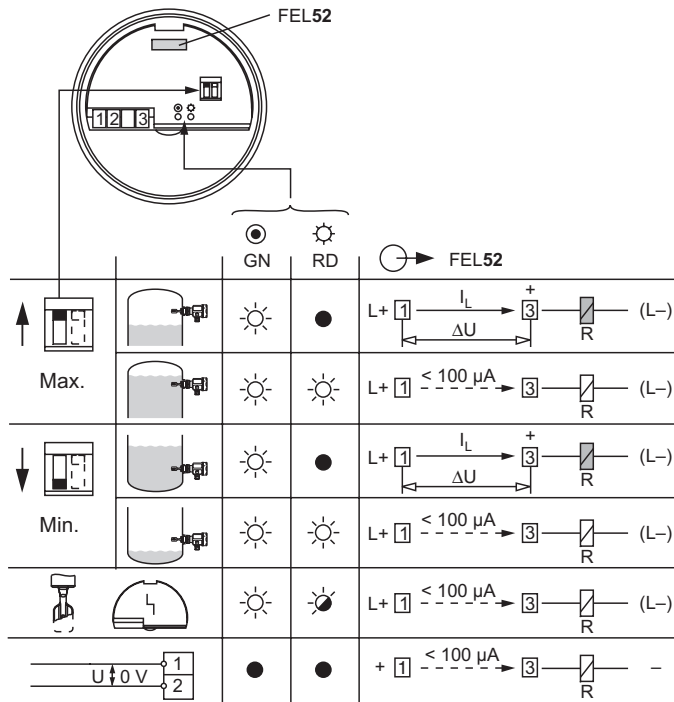 FEL52
1 2 3
GN RD FEL52
L+ 1 I_L + 3 (L–)
ΔU R
Max. L+ 1 < 100 µA 3 (L–)
R
L+ 1 I_L + 3 (L–)
ΔU R
Min. L+ 1 < 100 µA 3 (L–)
R
L+ 1 < 100 µA 3 (L–)
R
U 0 V 1 + 1 < 100 µA 3 –
2 R